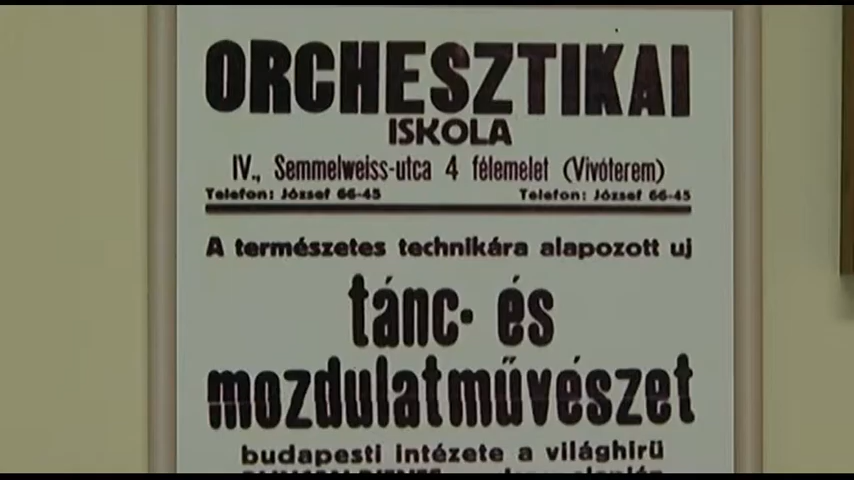 ORCHESZTIKAI
ISKOLA
IV., Semmelweiss-utca 4 félemelet (Vivóterem)
Telefon: József 66-45 Telefon: József 66-45
A természetes technikára alapozott uj
tánc- és
mozdulatművészet
budapesti intézete a világhirü